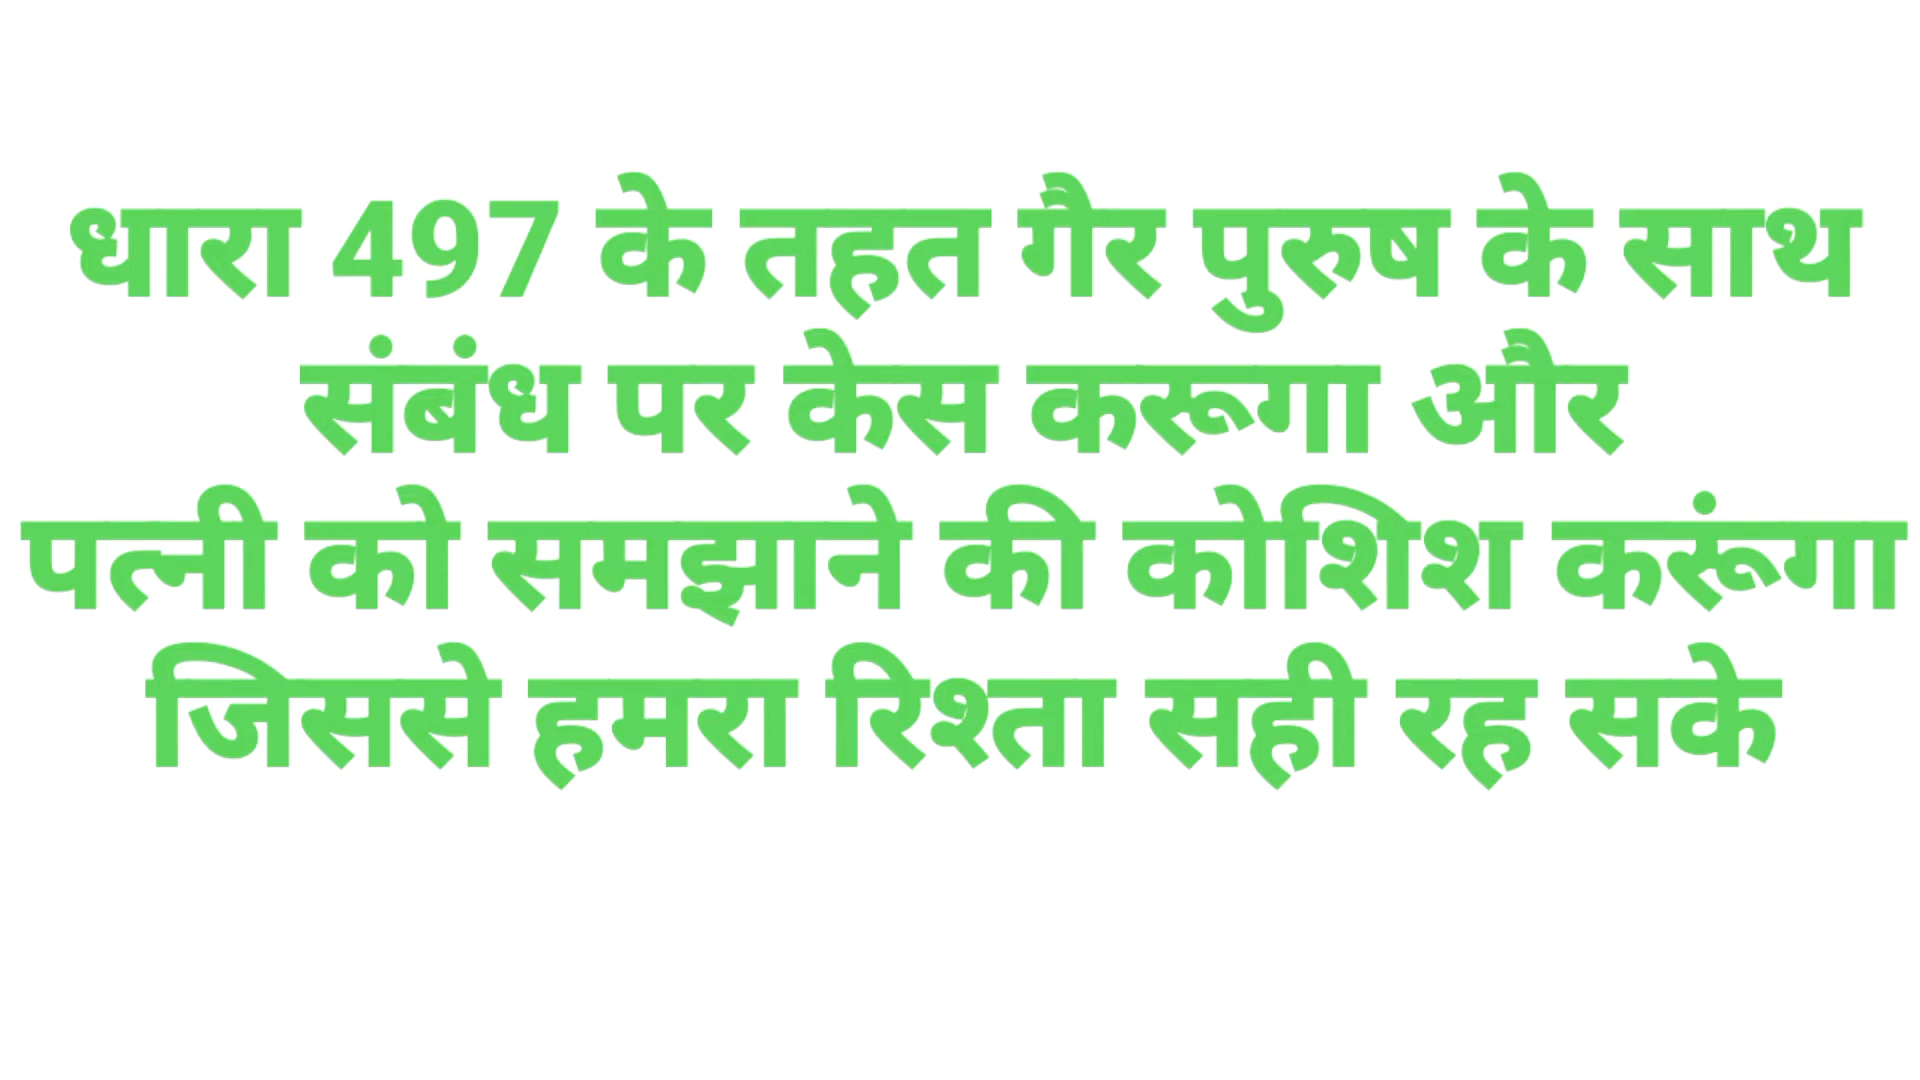 धारा 497 के तहत गैर पुरुष के साथ
संबंध पर केस करूगा और
पत्नी को समझाने की कोशिश करूंगा
जिससे हमरा रिश्ता सही रह सके